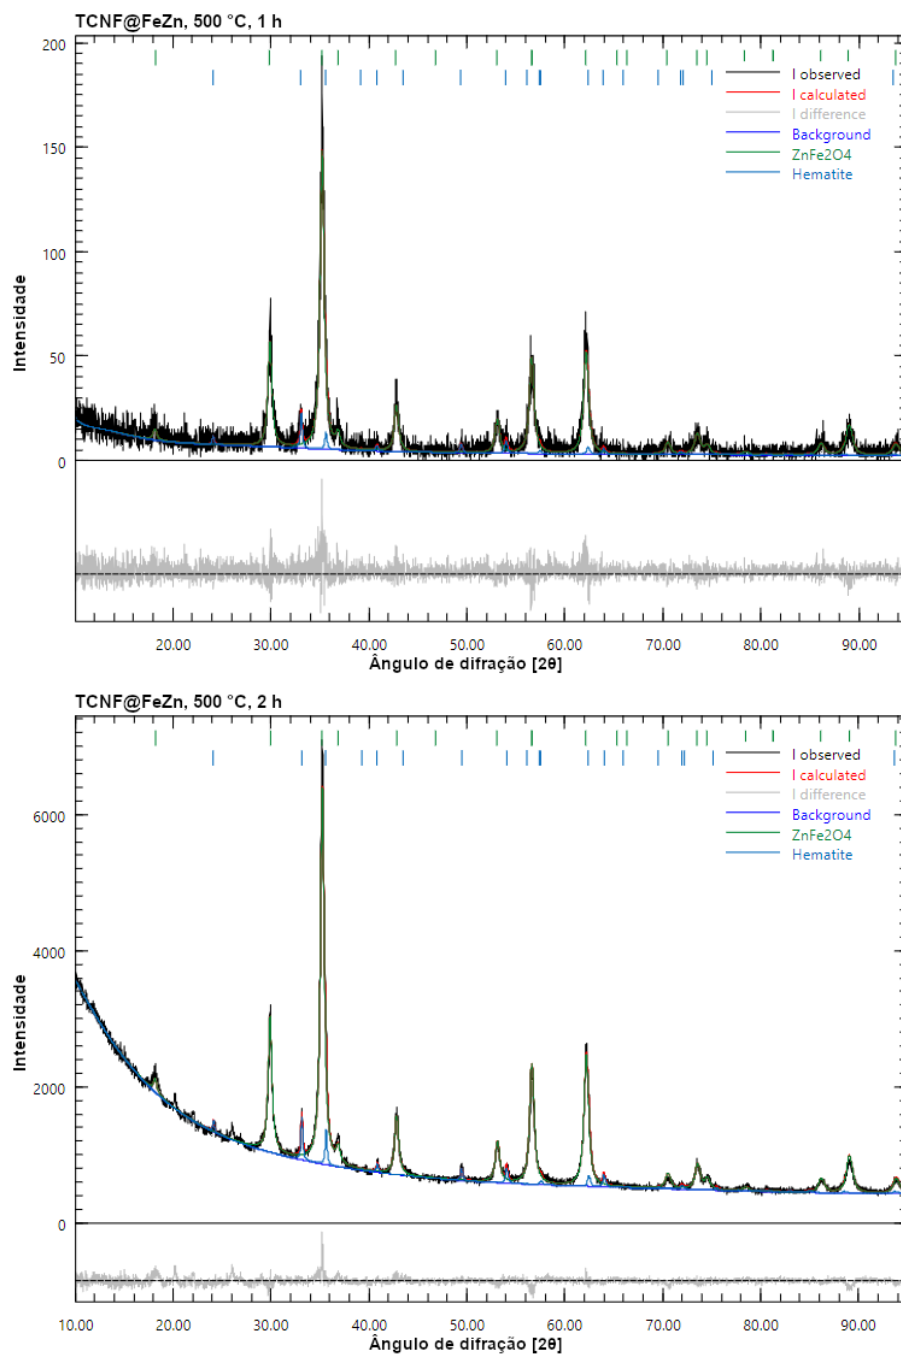 TCNF@FeZn, 500 °C, 1 h
200
150
100
50
0
Intensidade
I observed
I calculated
I difference
Background
ZnFe2O4
Hematite
20.00 30.00 40.00 50.00 60.00 70.00 80.00 90.00
Ângulo de difração [2θ]
TCNF@FeZn, 500 °C, 2 h
6000
4000
2000
0
Intensidade
I observed
I calculated
I difference
Background
ZnFe2O4
Hematite
10.00 20.00 30.00 40.00 50.00 60.00 70.00 80.00 90.00
Ângulo de difração [2θ]